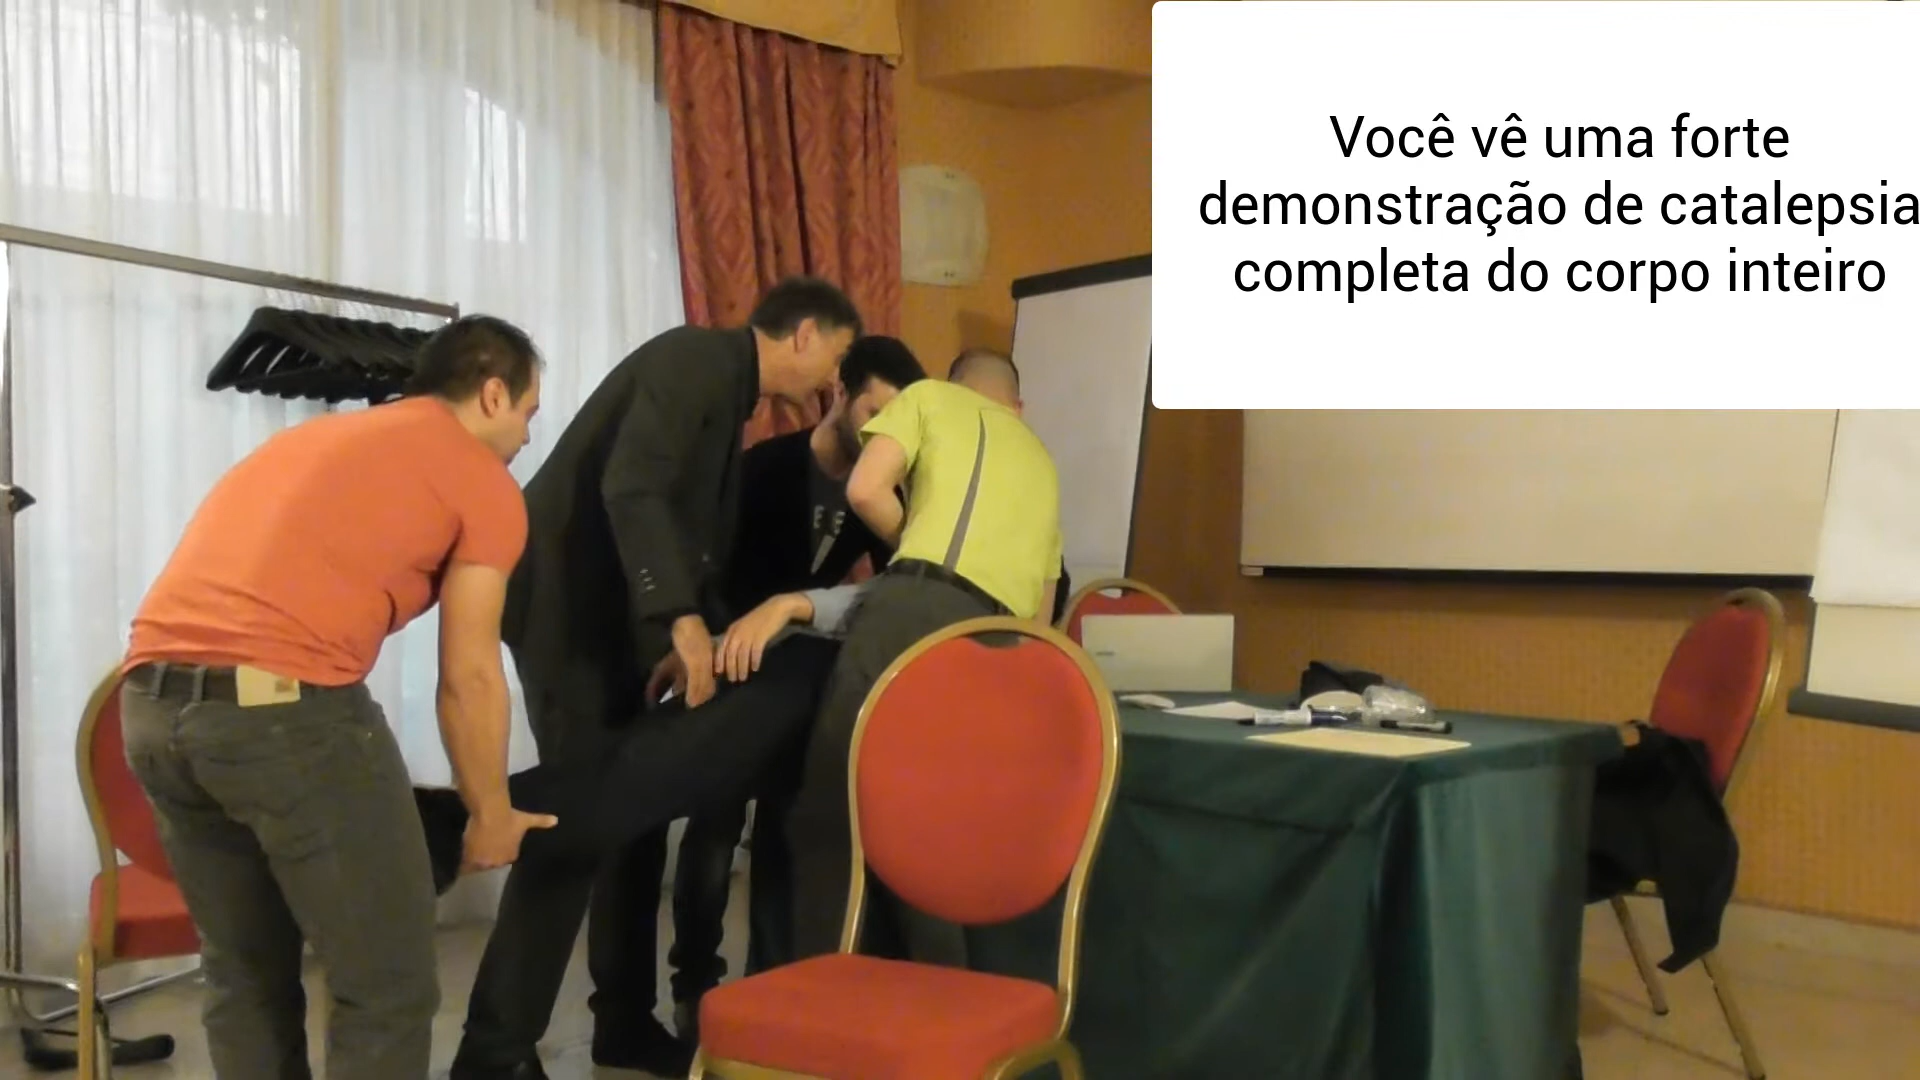 Você vê uma forte
demonstração de catalepsia
completa do corpo inteiro